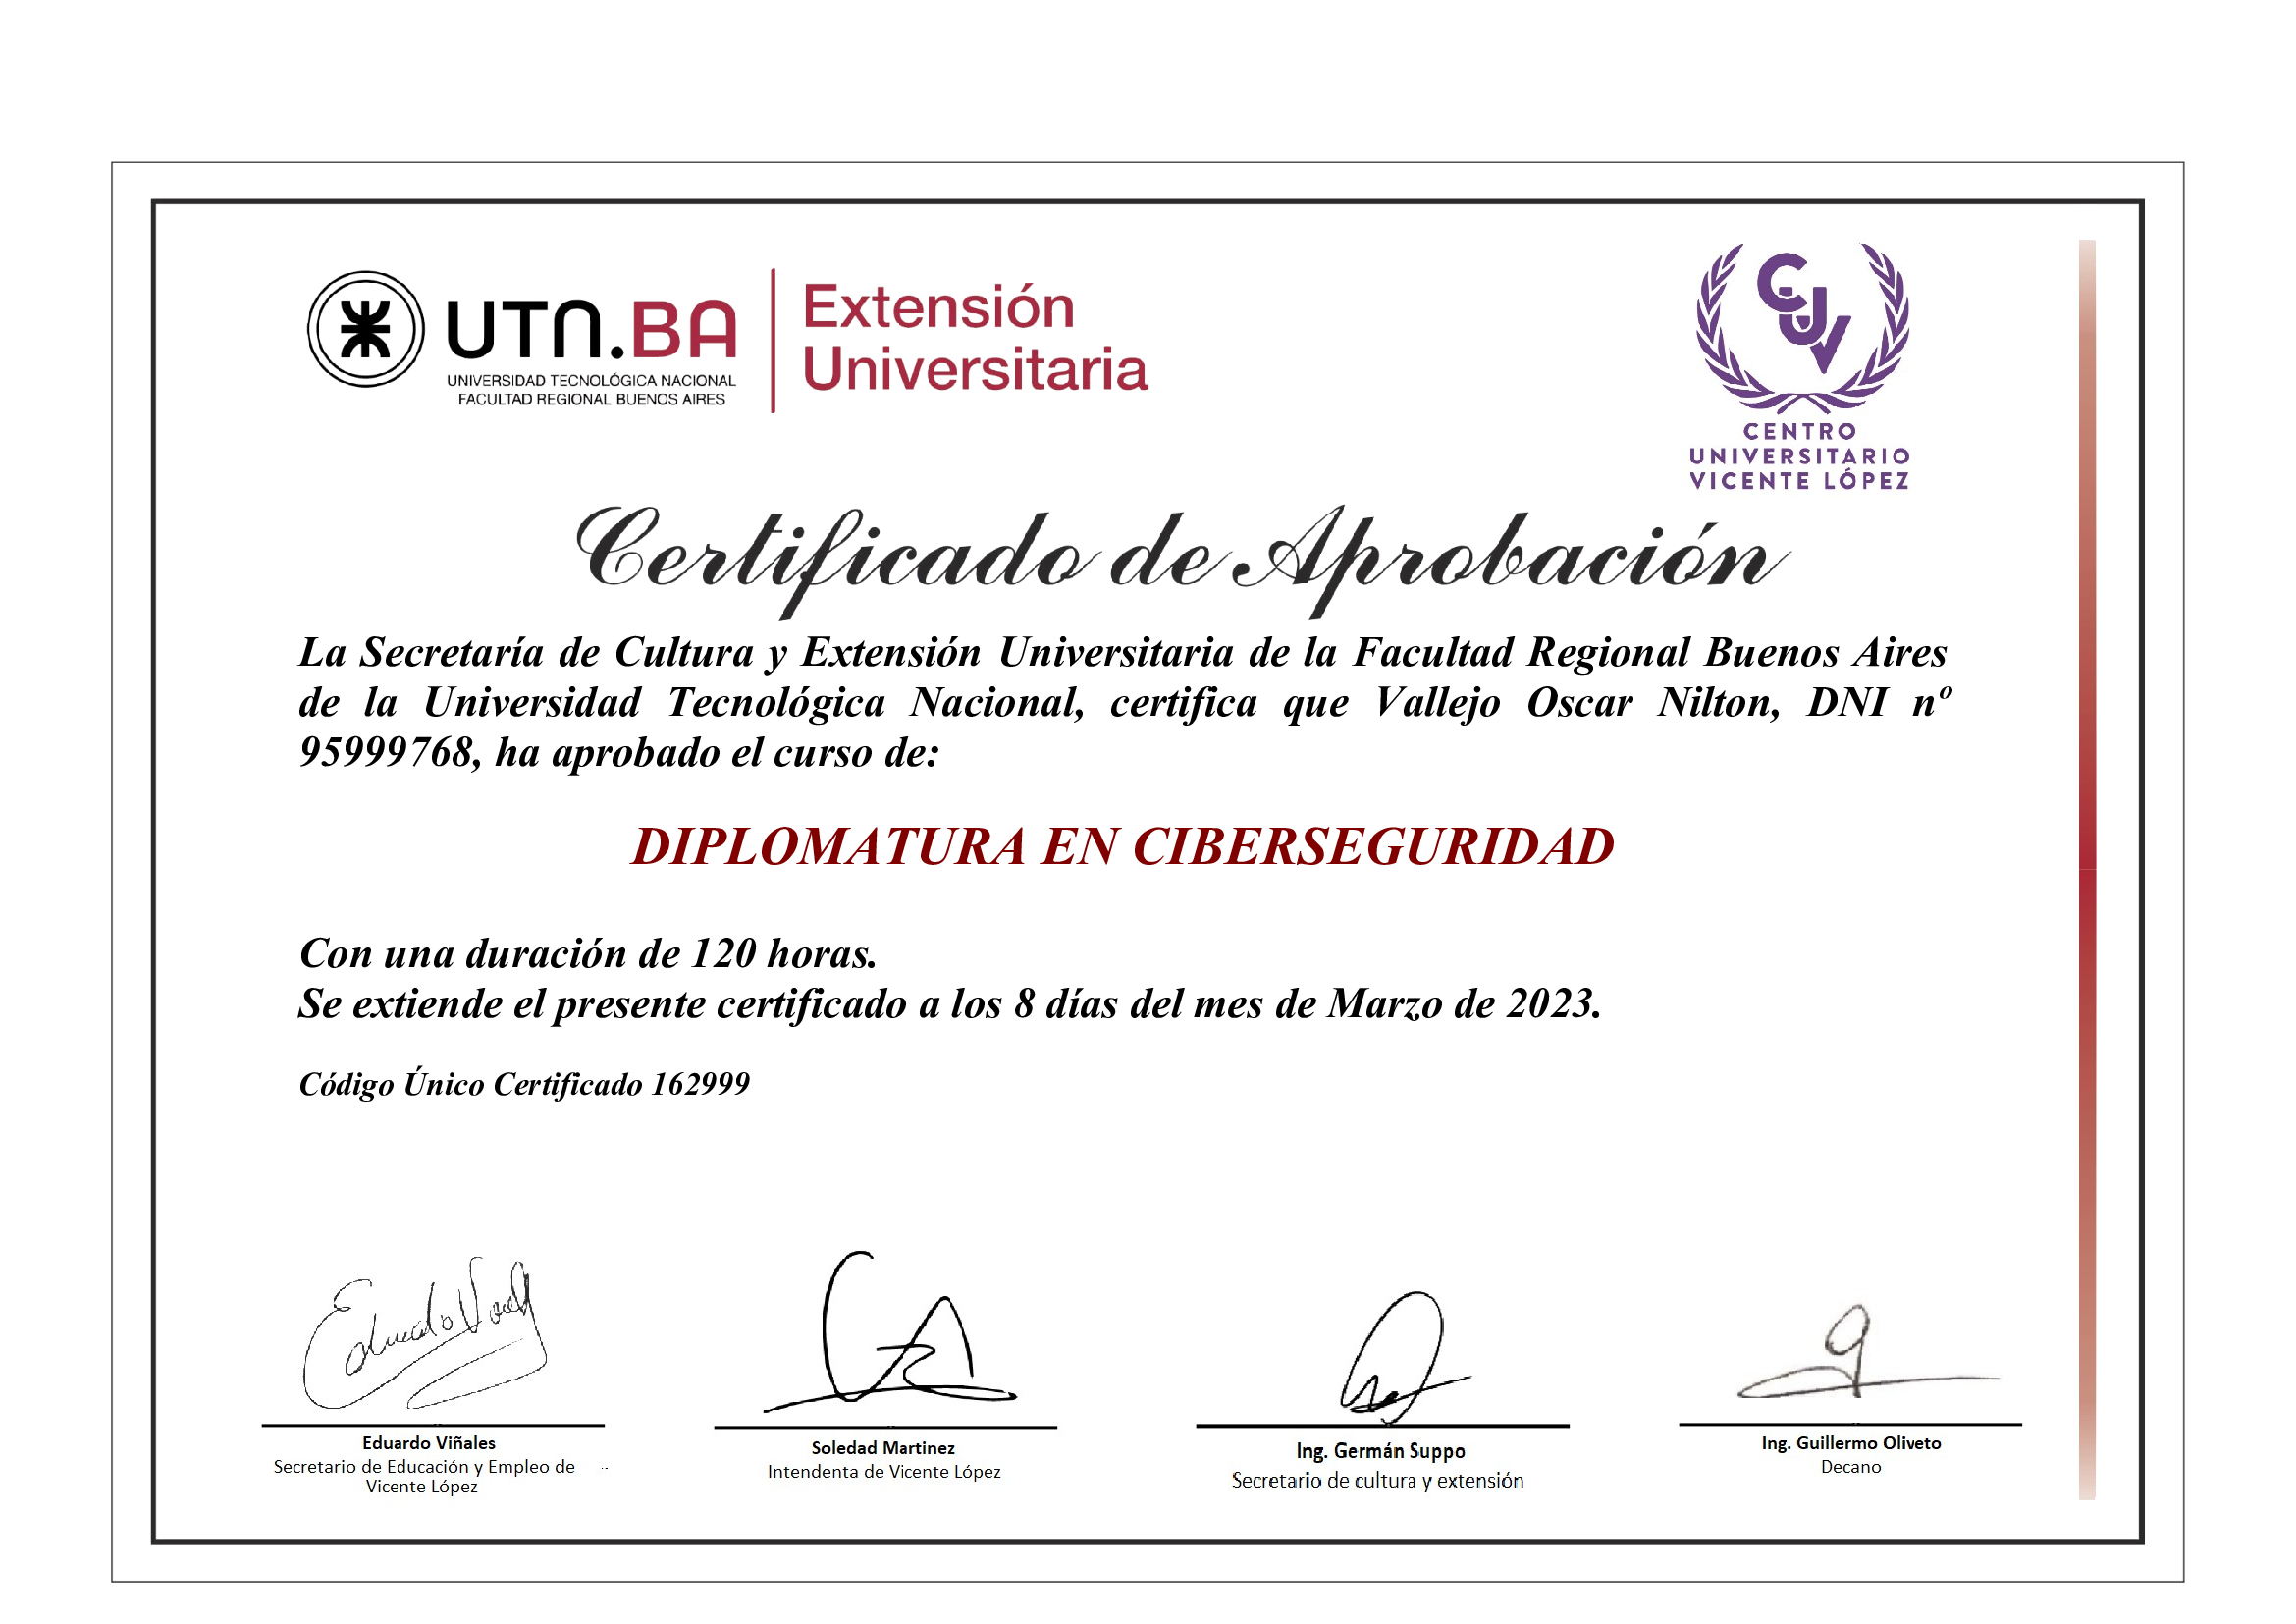 UTN.BA
UNIVERSIDAD TECNOLÓGICA NACIONAL
FACULTAD REGIONAL BUENOS AIRES
Extensión
Universitaria
CUV
CENTRO
UNIVERSITARIO
VICENTE LÓPEZ
Certificado de Aprobación
La Secretaría de Cultura y Extensión Universitaria de la Facultad Regional Buenos Aires
de la Universidad Tecnológica Nacional, certifica que Vallejo Oscar Nilton, DNI nº
95999768, ha aprobado el curso de:
DIPLOMATURA EN CIBERSEGURIDAD
Con una duración de 120 horas.
Se extiende el presente certificado a los 8 días del mes de Marzo de 2023.
Código Único Certificado 162999
Eduardo Viñales
Secretario de Educación y Empleo de
Vicente López
Soledad Martinez
Intendenta de Vicente López
Ing. Germán Suppo
Secretario de cultura y extensión
Ing. Guillermo Oliveto
Decano